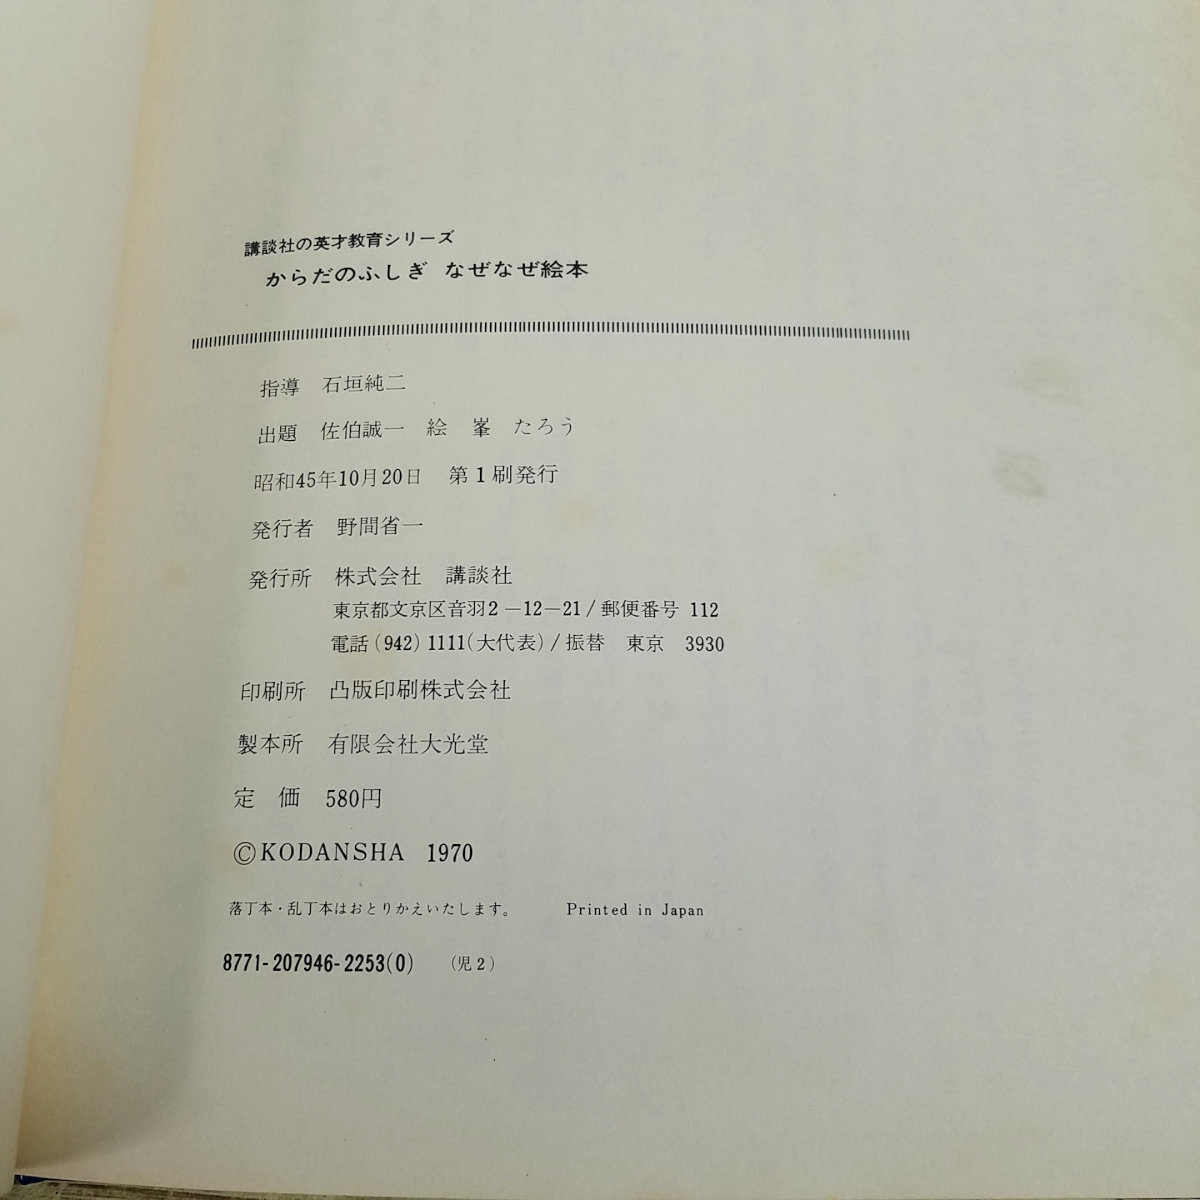 講談社の英才教育シリーズ
からだのふしぎ なぜなぜ絵本
指導 石垣純二
出題 佐伯誠一 絵 峯 たろう
昭和45年10月20日 第1刷発行
発行者 野間省一
発行所 株式会社 講談社
東京都文京区音羽2-12-21/郵便番号 112
電話(942)1111(大代表)/振替 東京 3930
印刷所 凸版印刷株式会社
製本所 有限会社大光堂
定 価 580円
©KODANSHA 1970
落丁本・乱丁本はおとりかえいたします。 Printed in Japan
8771-207946-2253(0) (児2)